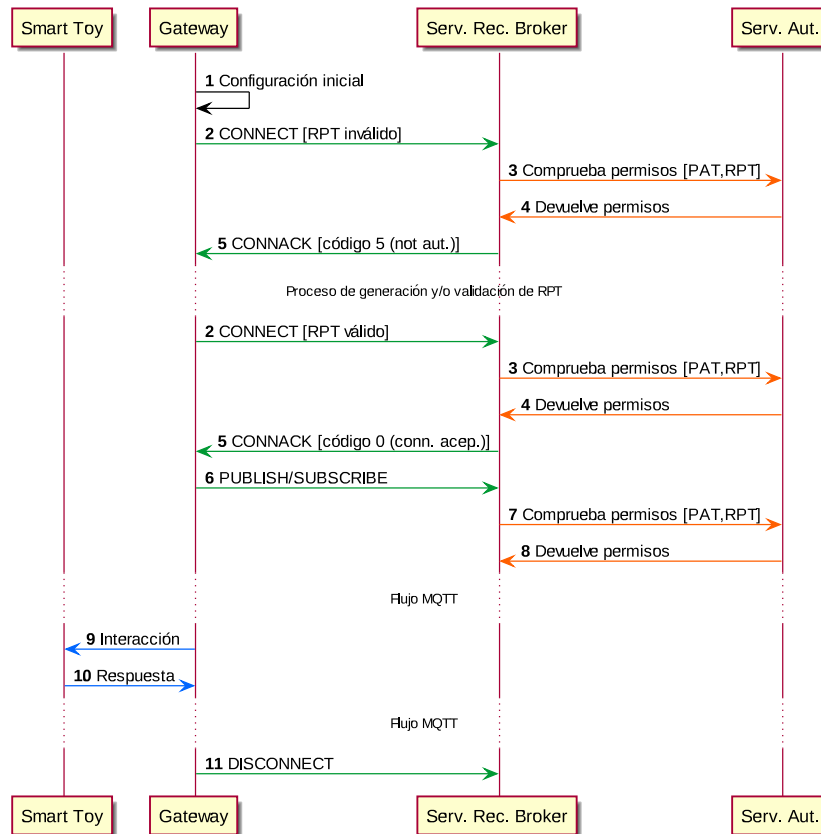 Smart Toy
Gateway
Serv. Rec. Broker
Serv. Aut.
1 Configuración inicial
2 CONNECT [RPT inválido]
3 Comprueba permisos [PAT,RPT]
4 Devuelve permisos
5 CONNACK [código 5 (not aut.)]
Proceso de generación y/o validación de RPT
2 CONNECT [RPT válido]
3 Comprueba permisos [PAT,RPT]
4 Devuelve permisos
5 CONNACK [código 0 (conn. acep.)]
6 PUBLISH/SUBSCRIBE
7 Comprueba permisos [PAT,RPT]
8 Devuelve permisos
Flujo MQTT
9 Interacción
10 Respuesta
Flujo MQTT
11 DISCONNECT
Smart Toy
Gateway
Serv. Rec. Broker
Serv. Aut.